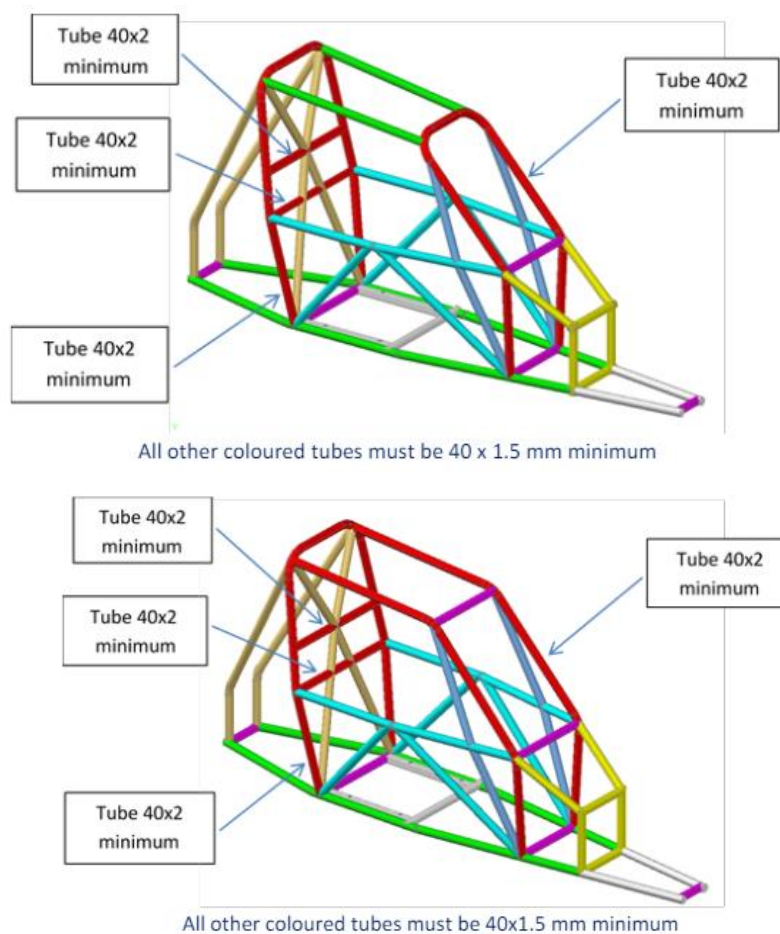 Tube 40x2
minimum
Tube 40x2
minimum
Tube 40x2
minimum
Tube 40x2
minimum
All other coloured tubes must be 40 x 1.5 mm minimum
Tube 40x2
minimum
Tube 40x2
minimum
Tube 40x2
minimum
Tube 40x2
minimum
All other coloured tubes must be 40x1.5 mm minimum